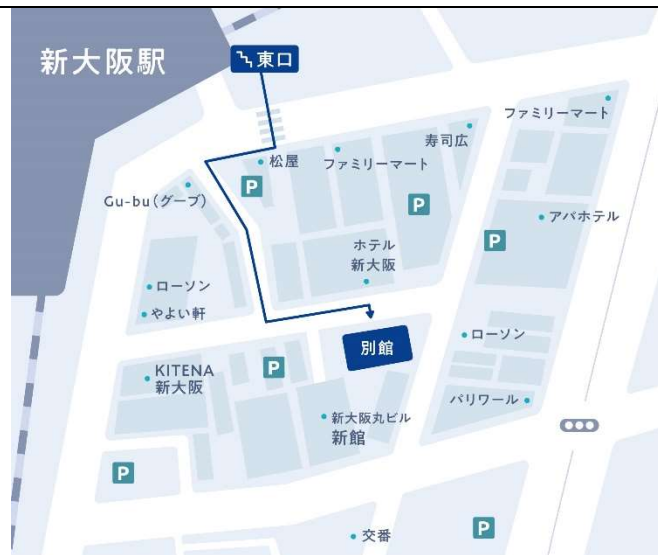 新大阪駅
東口
ファミリーマート
寿司広
松屋
ファミリーマート
P
Gu-bu(グーブ)
P
アパホテル
P
ホテル
新大阪
ローソン
やよい軒
ローソン
別館
KITENA
新大阪
P
パリワール
新大阪丸ビル
新館
P
交番
P